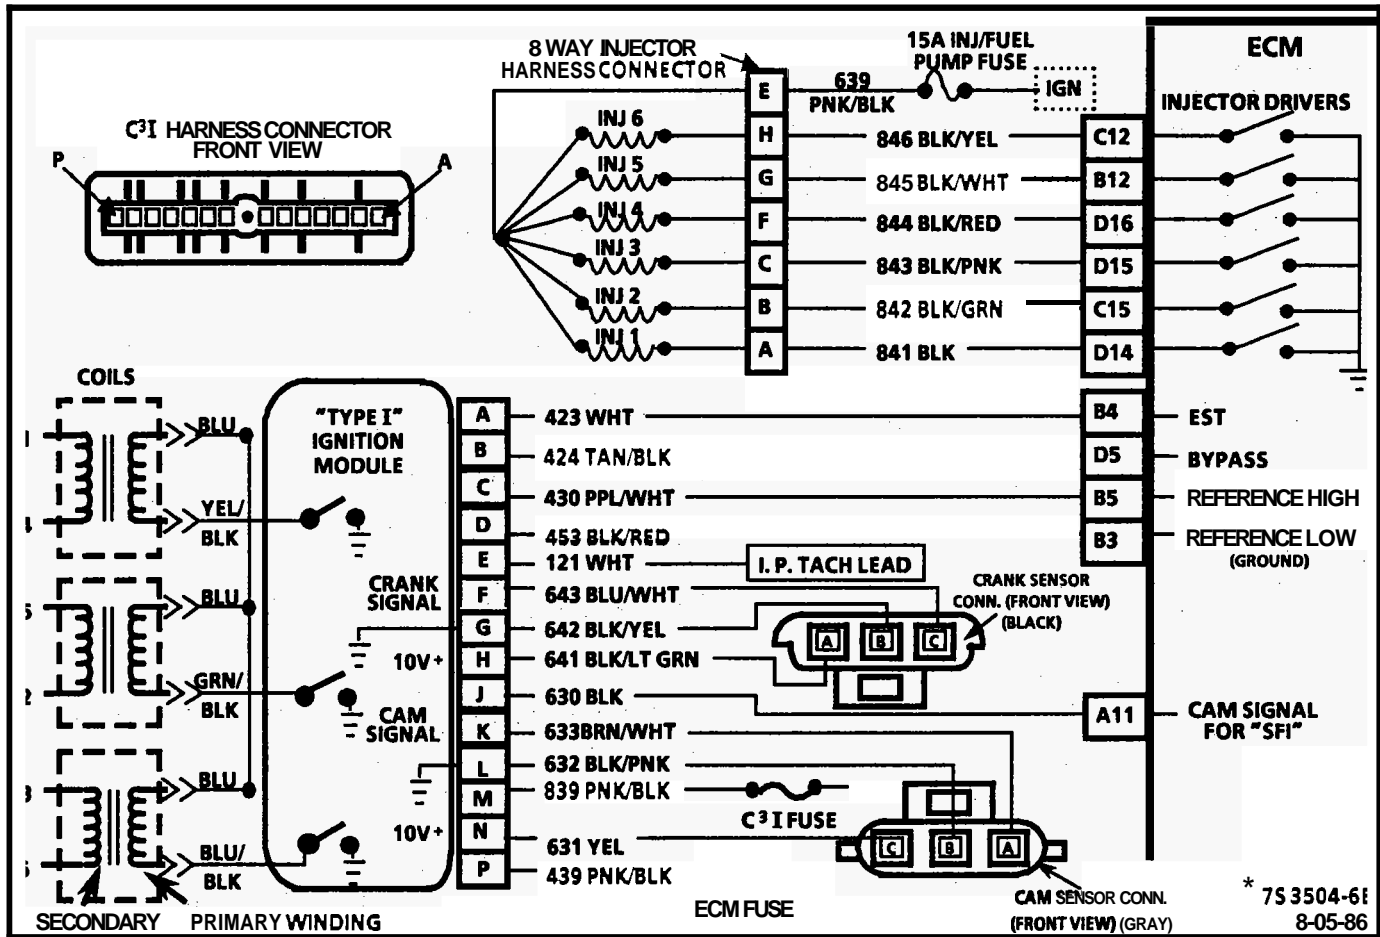 8 WAY INJECTOR
HARNESS CONNECTOR
15A INJ/FUEL
PUMP FUSE
ECM
E
639
PNK/BLK
IGN
INJECTOR DRIVERS
C³I HARNESS CONNECTOR
FRONT VIEW
P
A
INJ 6
H
846 BLK/YEL
C12
INJ 5
G
845 BLK/WHT
B12
INJ 4
F
844 BLK/RED
D16
INJ 3
C
843 BLK/PNK
D15
INJ 2
B
842 BLK/GRN
C15
INJ 1
A
841 BLK
D14
COILS
BLU
YEL/
BLK
BLU
GRN/
BLK
BLU
BLU/
BLK
SECONDARY
PRIMARY WINDING
"TYPE I"
IGNITION
MODULE
CRANK
SIGNAL
10V+
CAM
SIGNAL
10V+
A
423 WHT
B4
EST
B
424 TAN/BLK
D5
BYPASS
C
430 PPL/WHT
B5
REFERENCE HIGH
D
453 BLK/RED
B3
REFERENCE LOW
(GROUND)
E
121 WHT
I. P. TACH LEAD
F
643 BLU/WHT
G
642 BLK/YEL
H
641 BLK/LT GRN
CRANK SENSOR
CONN. (FRONT VIEW)
(BLACK)
A
B
C
J
630 BLK
A11
CAM SIGNAL
FOR "SFI"
K
633BRN/WHT
L
632 BLK/PNK
M
839 PNK/BLK
C³I FUSE
N
631 YEL
P
439 PNK/BLK
ECM FUSE
C
B
A
CAM SENSOR CONN.
(FRONT VIEW) (GRAY)
* 7S 3504-6E
8-05-86